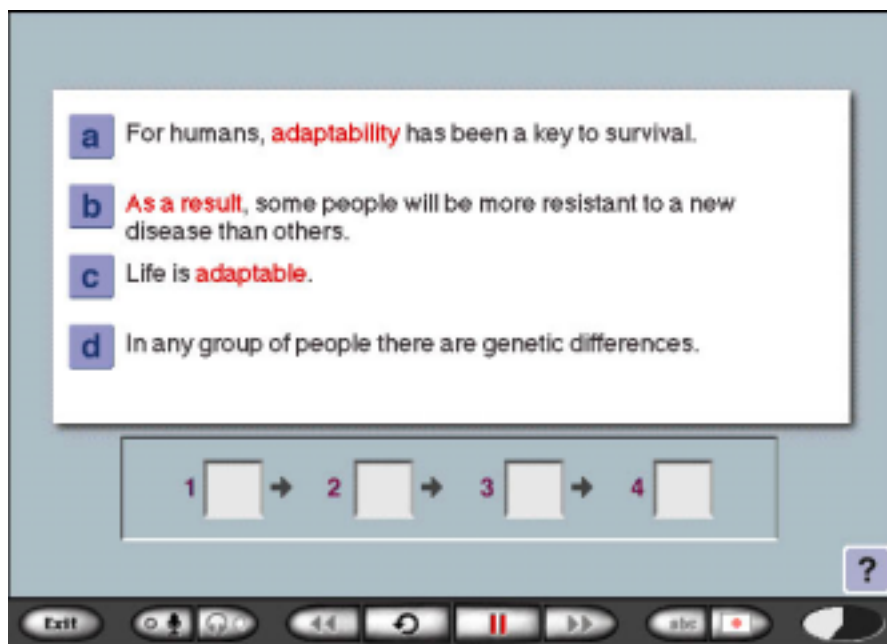 a For humans, adaptability has been a key to survival.
b As a result, some people will be more resistant to a new
disease than others.
c Life is adaptable.
d In any group of people there are genetic differences.
1 2 3 4
?
Exit abc